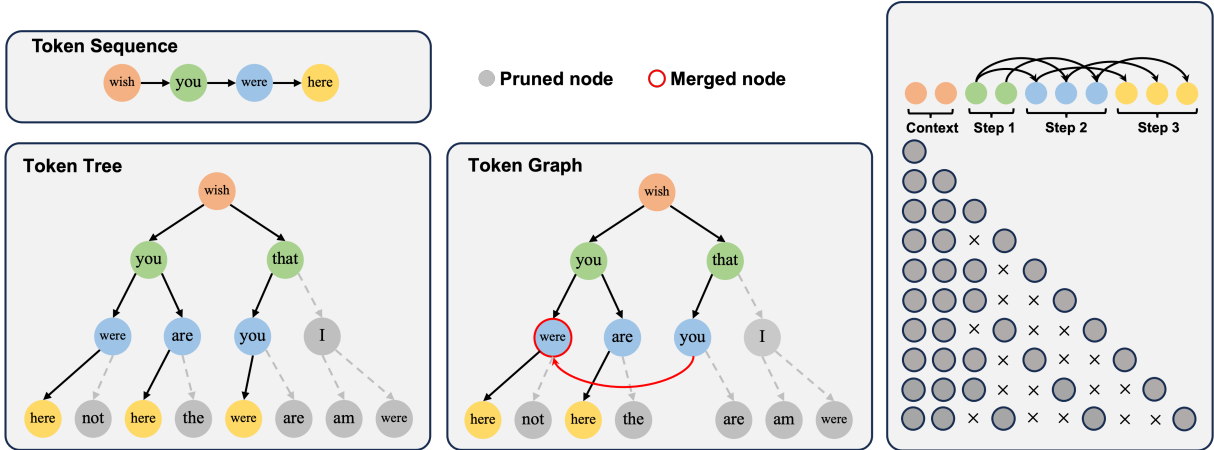 Token Sequence
wish you were here
Pruned node
Merged node
Token Tree
wish
you that
were are you I
here not here the were are am were
Token Graph
wish
you that
were are you I
here not here the are am were
Context Step 1 Step 2 Step 3
×
×
× ×
× × ×
× × ×
× × × ×
× × × × ×